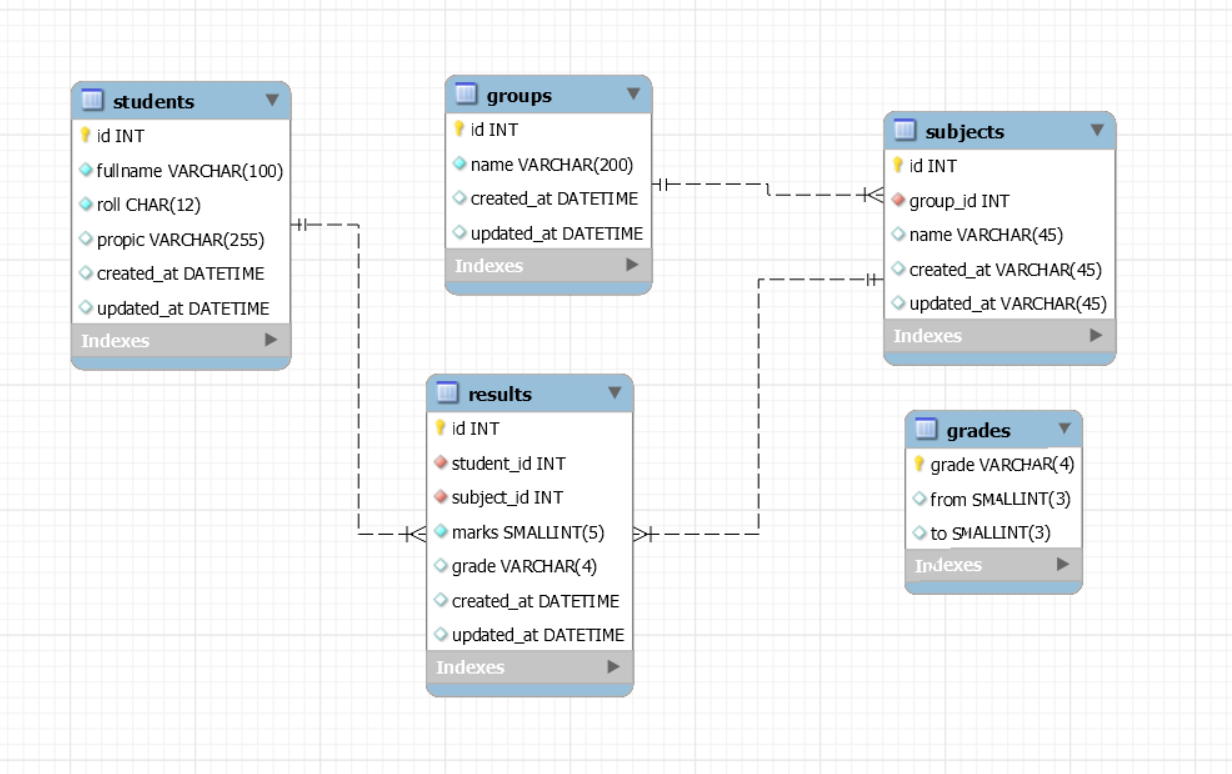 students
id INT
fullname VARCHAR(100)
roll CHAR(12)
propic VARCHAR(255)
created_at DATETIME
updated_at DATETIME
Indexes
groups
id INT
name VARCHAR(200)
created_at DATETIME
updated_at DATETIME
Indexes
subjects
id INT
group_id INT
name VARCHAR(45)
created_at VARCHAR(45)
updated_at VARCHAR(45)
Indexes
results
id INT
student_id INT
subject_id INT
marks SMALLINT(5)
grade VARCHAR(4)
created_at DATETIME
updated_at DATETIME
Indexes
grades
grade VARCHAR(4)
from SMALLINT(3)
to SMALLINT(3)
Indexes